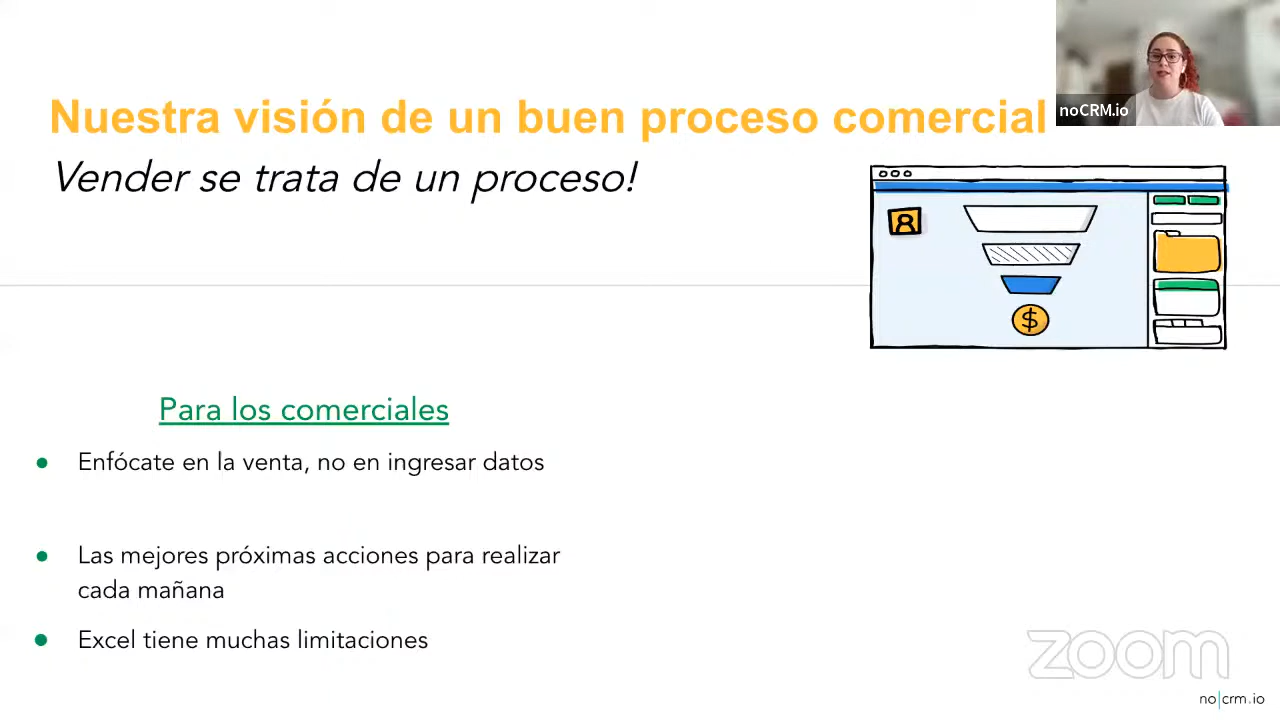 noCRM.io
Nuestra visión de un buen proceso comercial
Vender se trata de un proceso!
$
Para los comerciales
● Enfócate en la venta, no en ingresar datos
● Las mejores próximas acciones para realizar
cada mañana
● Excel tiene muchas limitaciones
zoom
no|crm.io